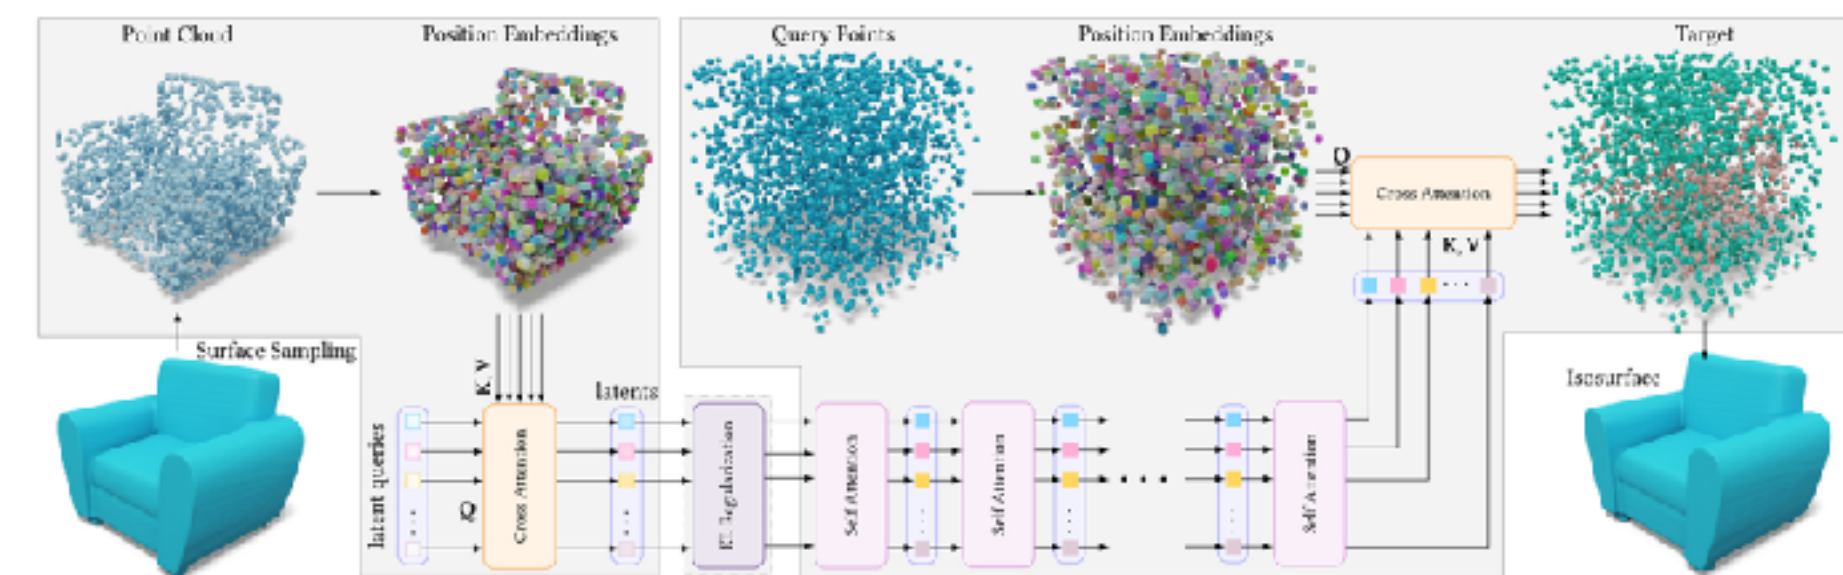 Point Cloud
Position Embeddings
Query Points
Position Embeddings
Target
Q
Cross Attention
K, V
Surface Sampling
K, V
latents
Isosurface
latent queries
Q
Cross Attention
KL Regularization
Self Attention
Self Attention
Self Attention